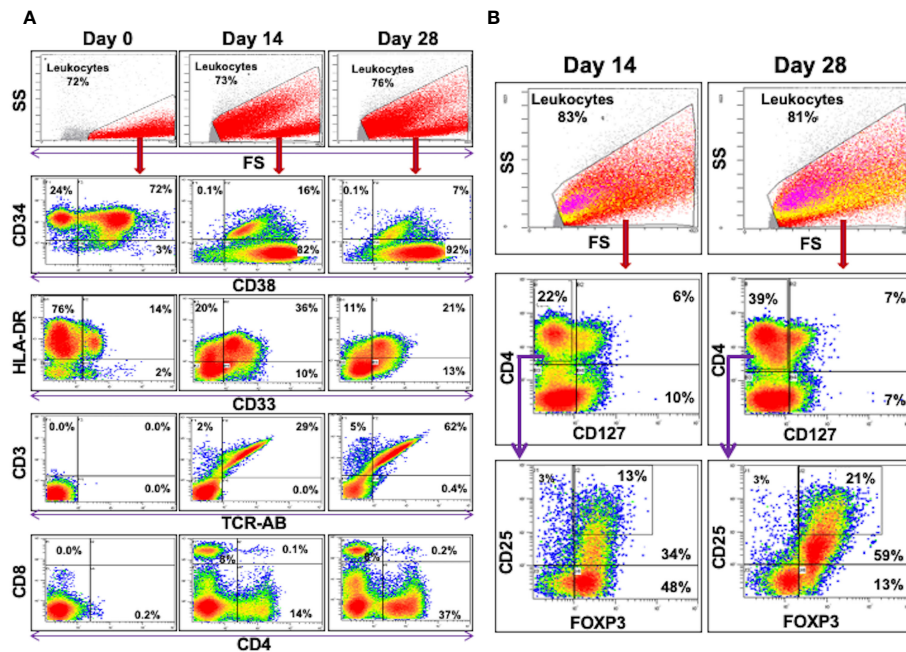 A
Day 0
Day 14
Day 28
Leukocytes
72%
Leukocytes
73%
Leukocytes
76%
SS
FS
24%
72%
3%
0.1%
16%
82%
0.1%
7%
92%
CD34
CD38
76%
14%
2%
20%
36%
10%
11%
21%
13%
HLA-DR
CD33
0.0%
0.0%
0.0%
2%
29%
0.0%
5%
62%
0.4%
CD3
TCR-AB
0.0%
0.2%
0.1%
14%
0.2%
37%
CD8
CD4
B
Day 14
Day 28
Leukocytes
83%
Leukocytes
81%
SS
FS
SS
FS
22%
6%
10%
CD4
CD127
39%
7%
7%
CD4
CD127
3%
13%
34%
48%
CD25
FOXP3
3%
21%
59%
13%
CD25
FOXP3